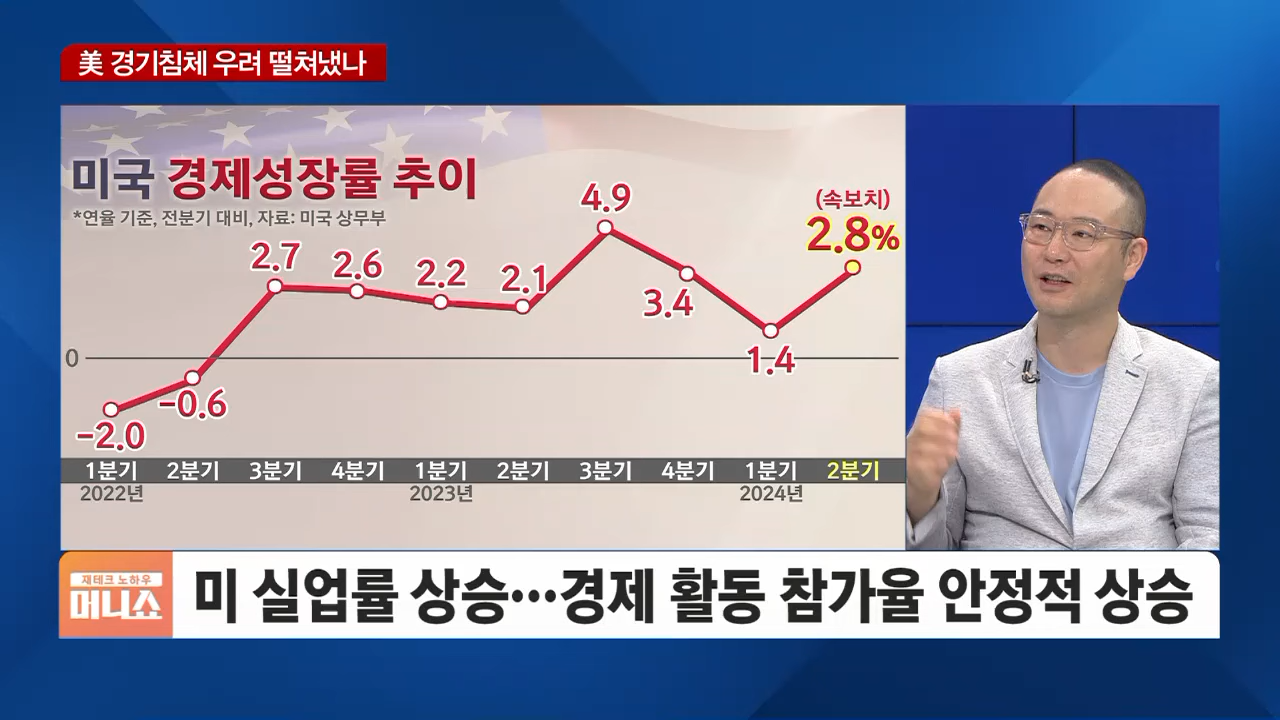 美 경기침체 우려 떨쳐냈나
미국 경제성장률 추이
*연율 기준, 전분기 대비, 자료: 미국 상무부
(속보치)
4.9
2.8%
2.7
2.6
2.2
2.1
3.4
1.4
0
-0.6
-2.0
1분기 2분기 3분기 4분기 1분기 2분기 3분기 4분기 1분기 2분기
2022년 2023년 2024년
재테크 노하우
머니쇼
미 실업률 상승…경제 활동 참가율 안정적 상승